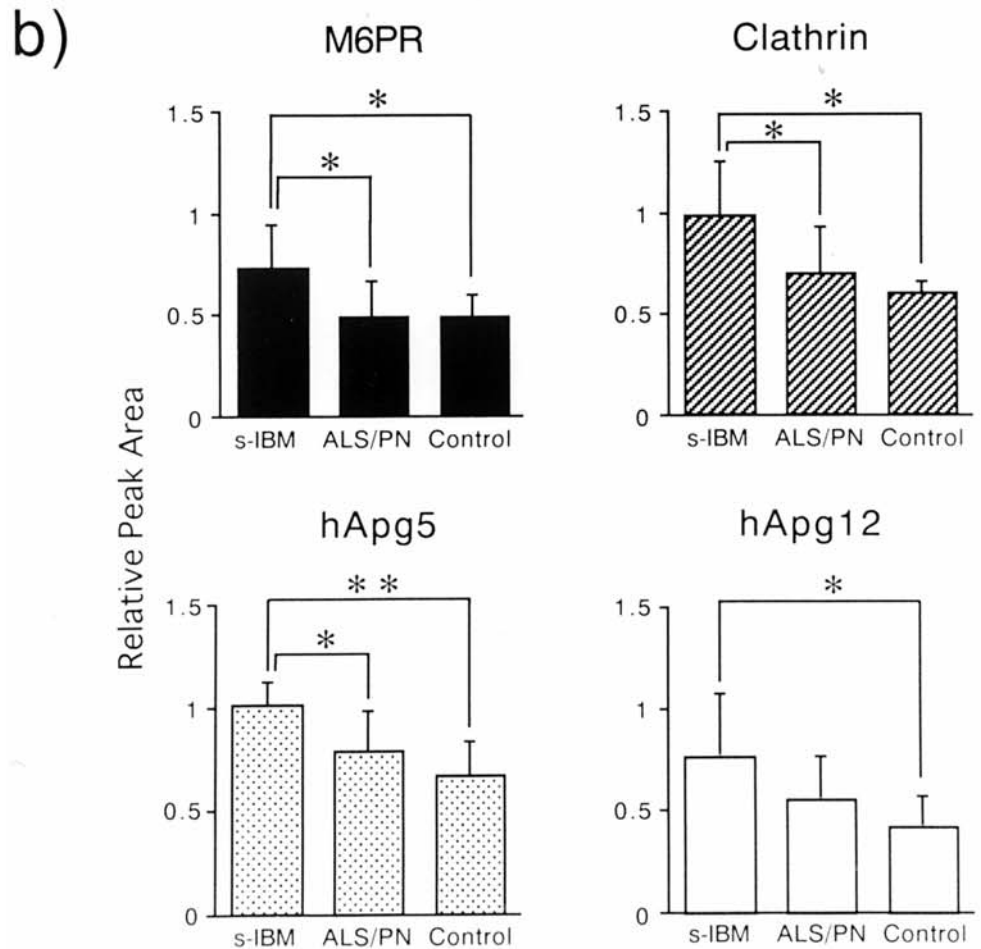 b)
M6PR
*
*
1.5
1
0.5
0
s-IBM ALS/PN Control
Clathrin
*
*
1.5
1
0.5
0
s-IBM ALS/PN Control
Relative Peak Area
hApg5
* *
*
1.5
1
0.5
0
s-IBM ALS/PN Control
hApg12
*
1.5
1
0.5
0
s-IBM ALS/PN Control